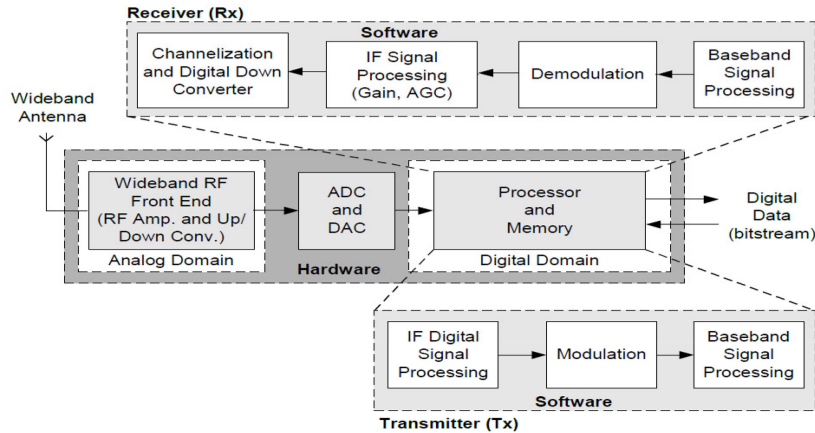 Receiver (Rx)
Software
Channelization
and Digital Down
Converter
IF Signal
Processing
(Gain, AGC)
Demodulation
Baseband
Signal
Processing
Wideband
Antenna
Wideband RF
Front End
(RF Amp. and Up/
Down Conv.)
Analog Domain
ADC
and
DAC
Hardware
Processor
and
Memory
Digital Domain
Digital
Data
(bitstream)
IF Digital
Signal
Processing
Modulation
Baseband
Signal
Processing
Software
Transmitter (Tx)